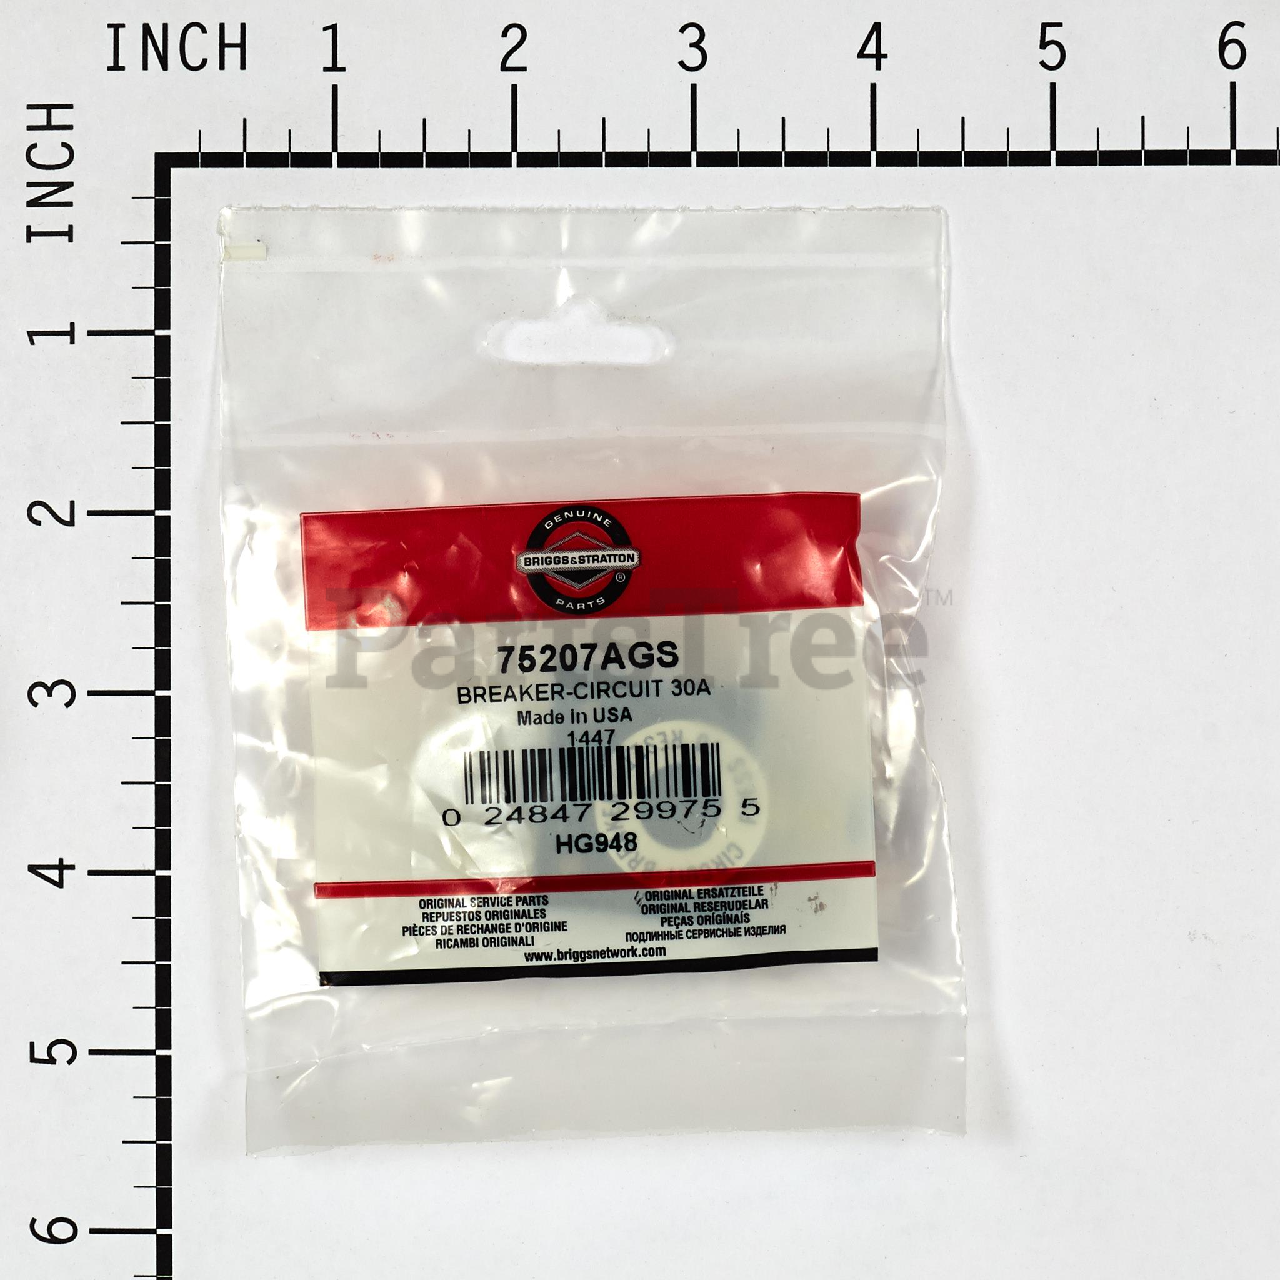 INCH 1 2 3 4 5 6
INCH
1
2
3
4
5
6
GENUINE
BRIGGS&STRATTON
®
PARTS
PartsTree™
75207AGS
BREAKER-CIRCUIT 30A
Made in USA
1447
0 24847 29975 5
HG948
ORIGINAL SERVICE PARTS
REPUESTOS ORIGINALES
PIÈCES DE RECHANGE D'ORIGINE
RICAMBI ORIGINALI
ORIGINAL ERSATZTEILE
ORIGINAL RESERUDELAR
PEÇAS ORIGINAIS
ПОДЛИННЫЕ СЕРВИСНЫЕ ИЗДЕЛИЯ
www.briggsnetwork.com